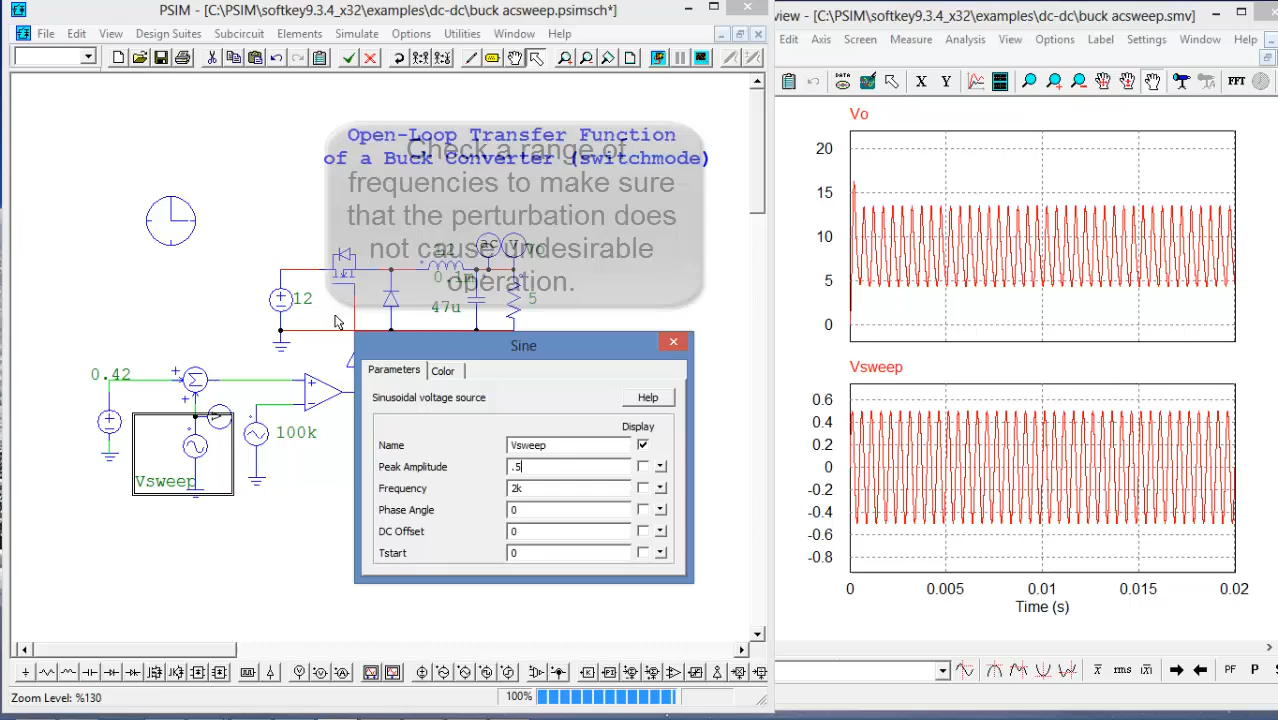 PSIM - [C:\PSIM\softkey9.3.4_x32\examples\dc-dc\buck acsweep.psimsch*]
File Edit View Design Suites Subcircuit Elements Simulate Options Utilities Window Help
Open-Loop Transfer Function
of a Buck Converter (switchmode)
Check a range of
frequencies to make sure
that the perturbation does
not cause undesirable
operation.
ac V
0.1m
12
47u
5
0.42
100k
V
Vsweep
Sine
Parameters Color
Sinusoidal voltage source
Help
Display
Name Vsweep
Peak Amplitude .5
Frequency 2k
Phase Angle 0
DC Offset 0
Tstart 0
Zoom Level: %130
100%
view - [C:\PSIM\softkey9.3.4_x32\examples\dc-dc\buck acsweep.smv]
Edit Axis Screen Measure Analysis View Options Label Settings Window Help
DATA X Y FFT
Vo
20
15
10
5
0
Vsweep
0.6
0.4
0.2
0
-0.2
-0.4
-0.6
-0.8
0 0.005 0.01 0.015 0.02
Time (s)
x rms |x| PF P